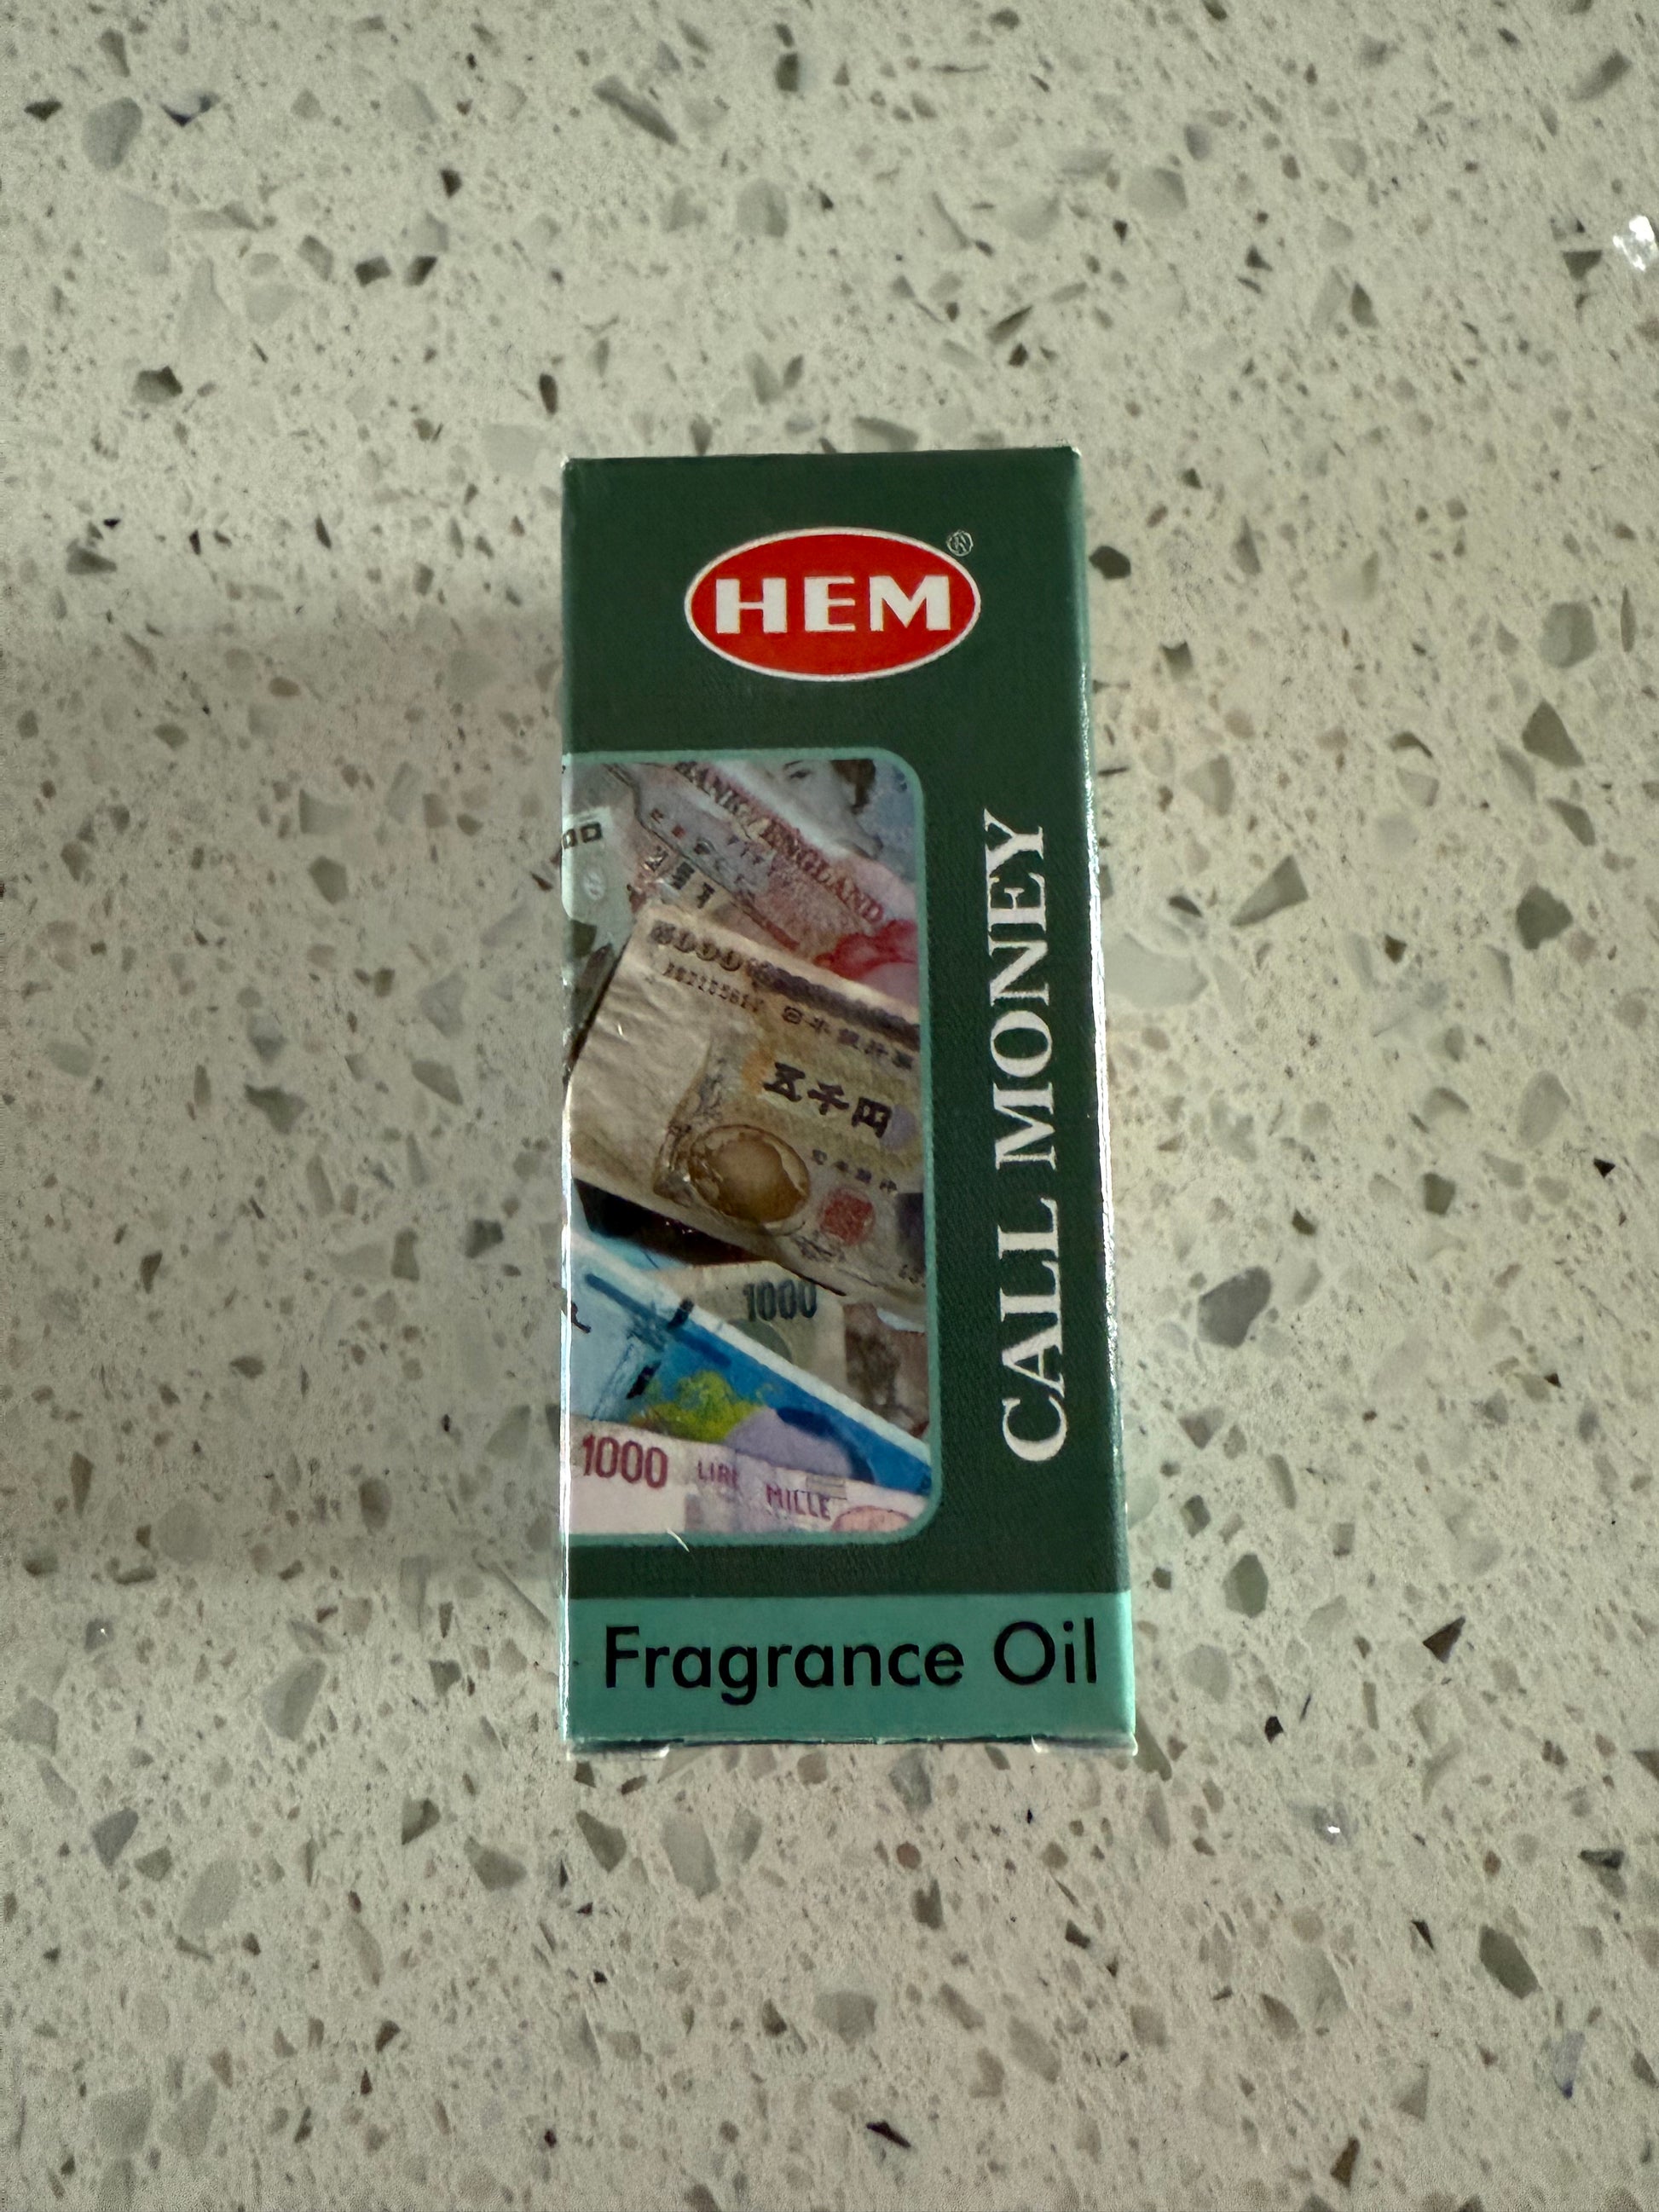 HEM
®
BANK OF ENGLAND
5000
五千円
1000
1000 LIRE MILLE
CALL MONEY
Fragrance Oil